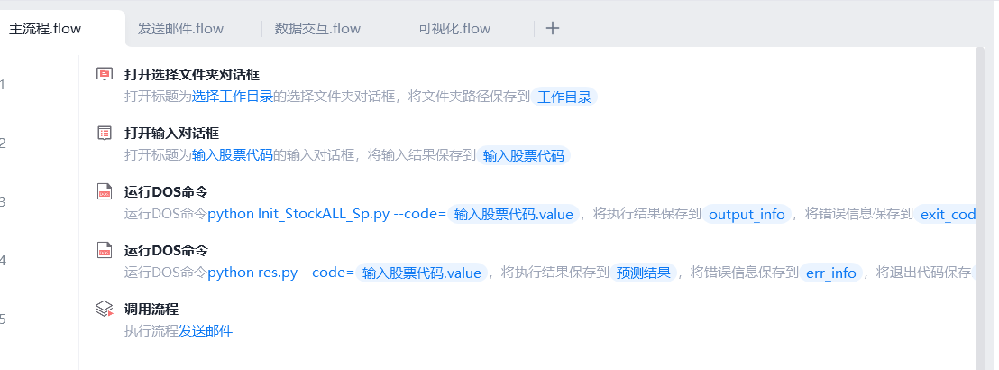 主流程.flow 发送邮件.flow 数据交互.flow 可视化.flow
1 打开选择文件夹对话框
打开标题为选择工作目录的选择文件夹对话框，将文件夹路径保存到 工作目录
2 打开输入对话框
打开标题为输入股票代码的输入对话框，将输入结果保存到 输入股票代码
3 运行DOS命令
运行DOS命令python Init_StockALL_Sp.py --code= 输入股票代码.value ，将执行结果保存到 output_info ，将错误信息保存到 exit_cod
4 运行DOS命令
运行DOS命令python res.py --code= 输入股票代码.value ，将执行结果保存到 预测结果 ，将错误信息保存到 err_info ，将退出代码保存
5 调用流程
执行流程发送邮件